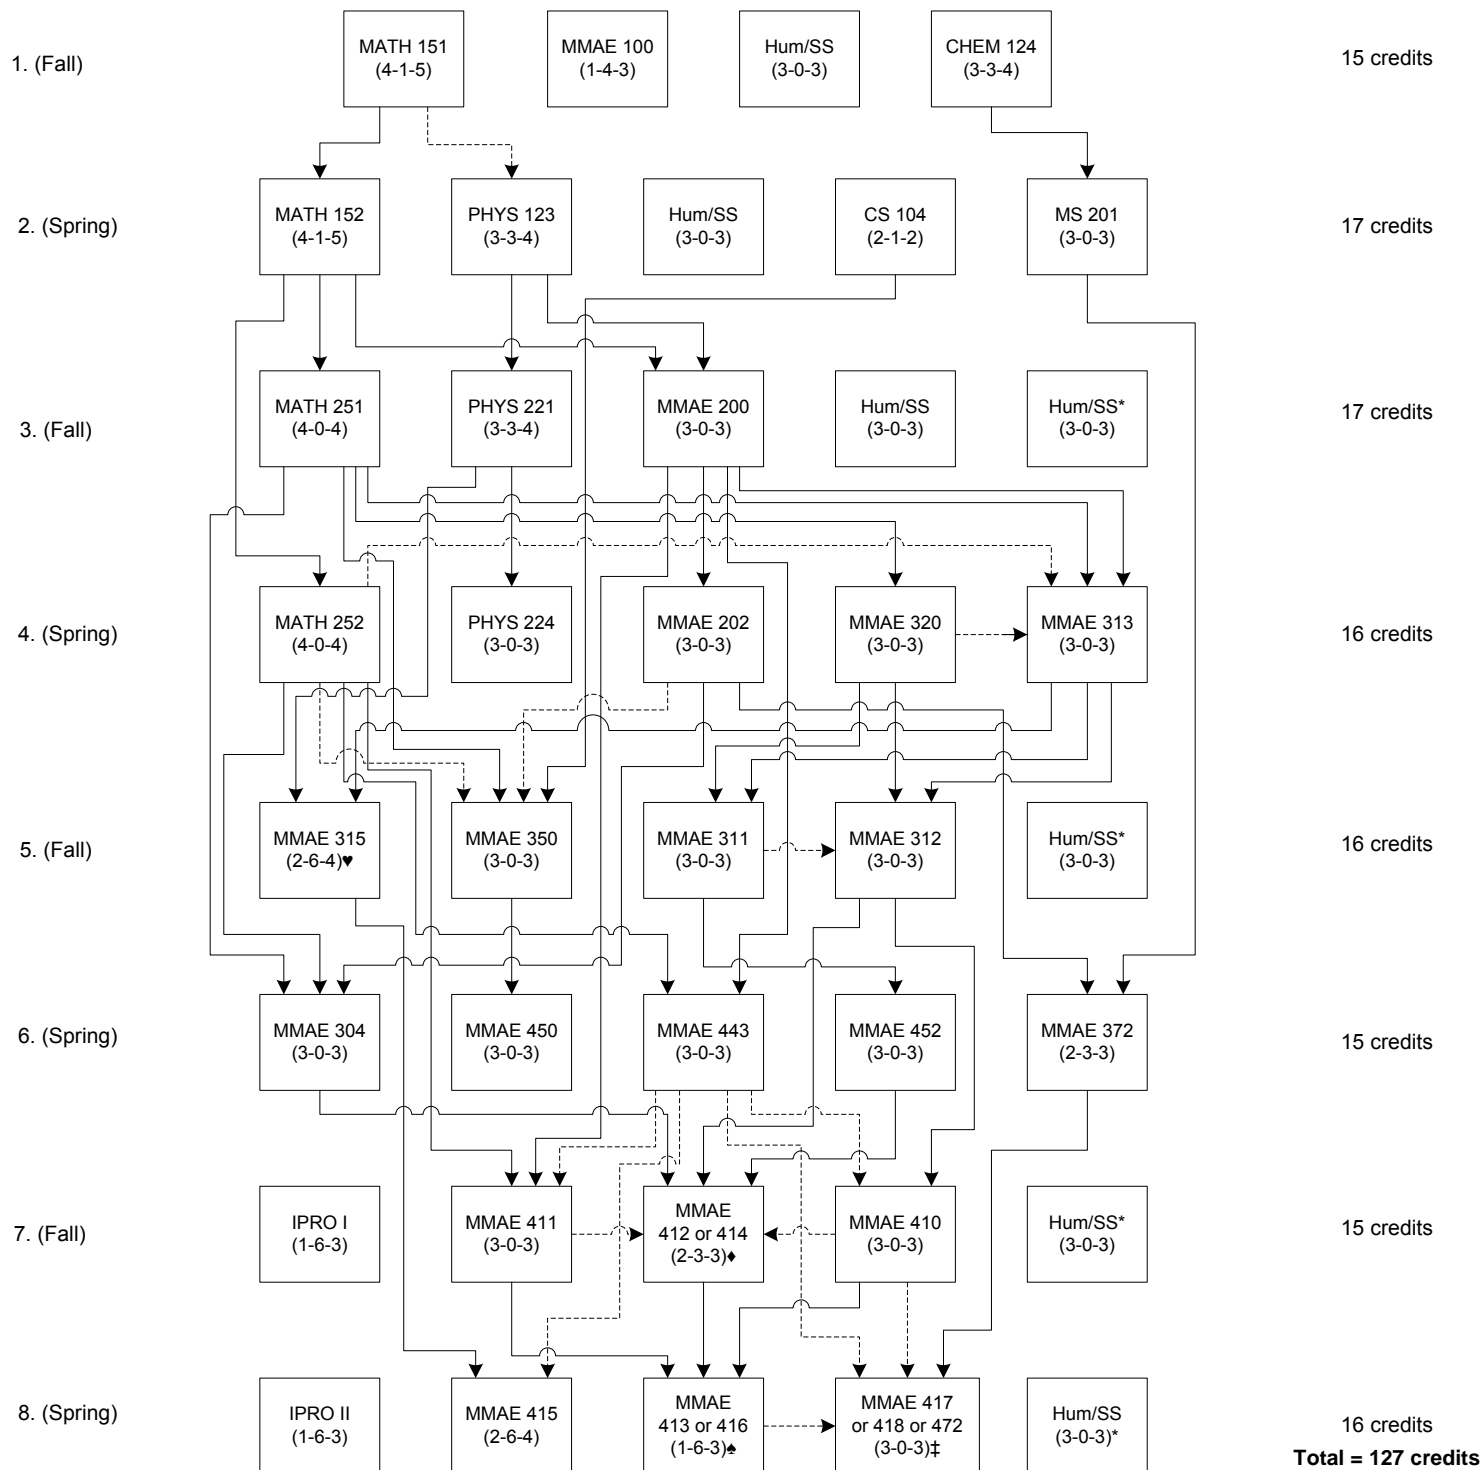 1. (Fall)
MATH 151
(4-1-5)
MMAE 100
(1-4-3)
Hum/SS
(3-0-3)
CHEM 124
(3-3-4)
15 credits
2. (Spring)
MATH 152
(4-1-5)
PHYS 123
(3-3-4)
Hum/SS
(3-0-3)
CS 104
(2-1-2)
MS 201
(3-0-3)
17 credits
3. (Fall)
MATH 251
(4-0-4)
PHYS 221
(3-3-4)
MMAE 200
(3-0-3)
Hum/SS
(3-0-3)
Hum/SS*
(3-0-3)
17 credits
4. (Spring)
MATH 252
(4-0-4)
PHYS 224
(3-0-3)
MMAE 202
(3-0-3)
MMAE 320
(3-0-3)
MMAE 313
(3-0-3)
16 credits
5. (Fall)
MMAE 315
(2-6-4)♥
MMAE 350
(3-0-3)
MMAE 311
(3-0-3)
MMAE 312
(3-0-3)
Hum/SS*
(3-0-3)
16 credits
6. (Spring)
MMAE 304
(3-0-3)
MMAE 450
(3-0-3)
MMAE 443
(3-0-3)
MMAE 452
(3-0-3)
MMAE 372
(2-3-3)
15 credits
7. (Fall)
IPRO I
(1-6-3)
MMAE 411
(3-0-3)
MMAE
412 or 414
(2-3-3)♦
MMAE 410
(3-0-3)
Hum/SS*
(3-0-3)
15 credits
8. (Spring)
IPRO II
(1-6-3)
MMAE 415
(2-6-4)
MMAE
413 or 416
(1-6-3)♠
MMAE 417
or 418 or 472
(3-0-3)‡
Hum/SS
(3-0-3)*
16 credits
Total = 127 credits